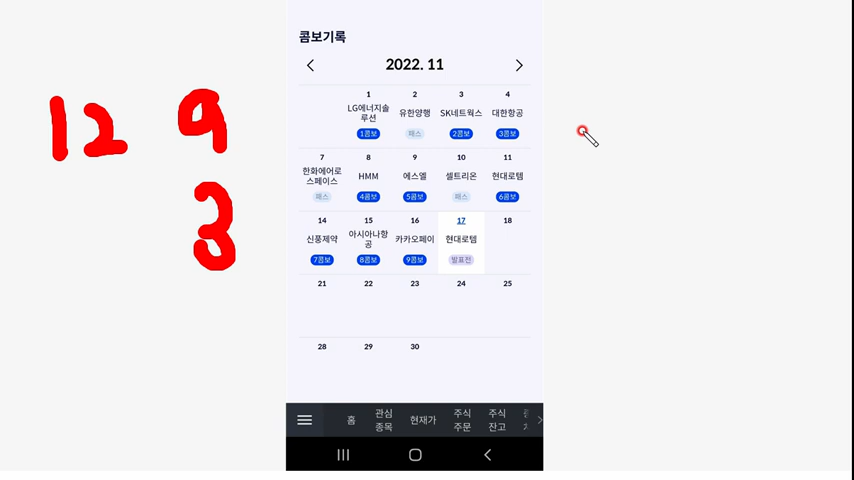 콤보기록
2022. 11
12 9
3
1 2 3 4
LG에너지솔
루션 유한양행 SK네트웍스 대한항공
1콤보 패스 2콤보 3콤보
7 8 9 10 11
한화에어로
스페이스 HMM 에스엘 셀트리온 현대로템
패스 4콤보 5콤보 패스 6콤보
14 15 16 17 18
신풍제약 아시아나항
공 카카오페이 현대로템
7콤보 8콤보 9콤보 발표전
21 22 23 24 25
28 29 30
홈 관심
종목 현재가 주식
주문 주식
잔고